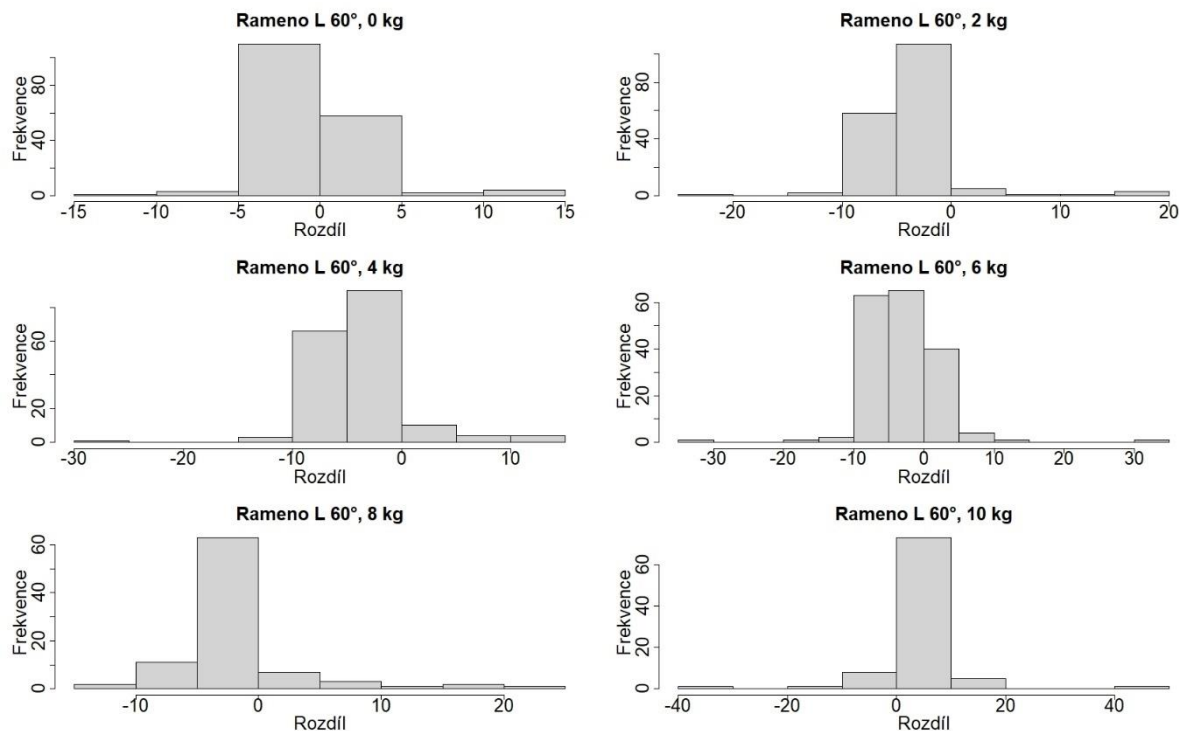 Rameno L 60°, 0 kg
Frekvence
0 40 80
-15 -10 -5 0 5 10 15
Rozdíl
Rameno L 60°, 2 kg
Frekvence
0 40 80
-20 -10 0 10 20
Rozdíl
Rameno L 60°, 4 kg
Frekvence
0 20 60
-30 -20 -10 0 10
Rozdíl
Rameno L 60°, 6 kg
Frekvence
0 20 40 60
-30 -20 -10 0 10 20 30
Rozdíl
Rameno L 60°, 8 kg
Frekvence
0 20 40 60
-10 0 10 20
Rozdíl
Rameno L 60°, 10 kg
Frekvence
0 20 40 60
-40 -20 0 20 40
Rozdíl